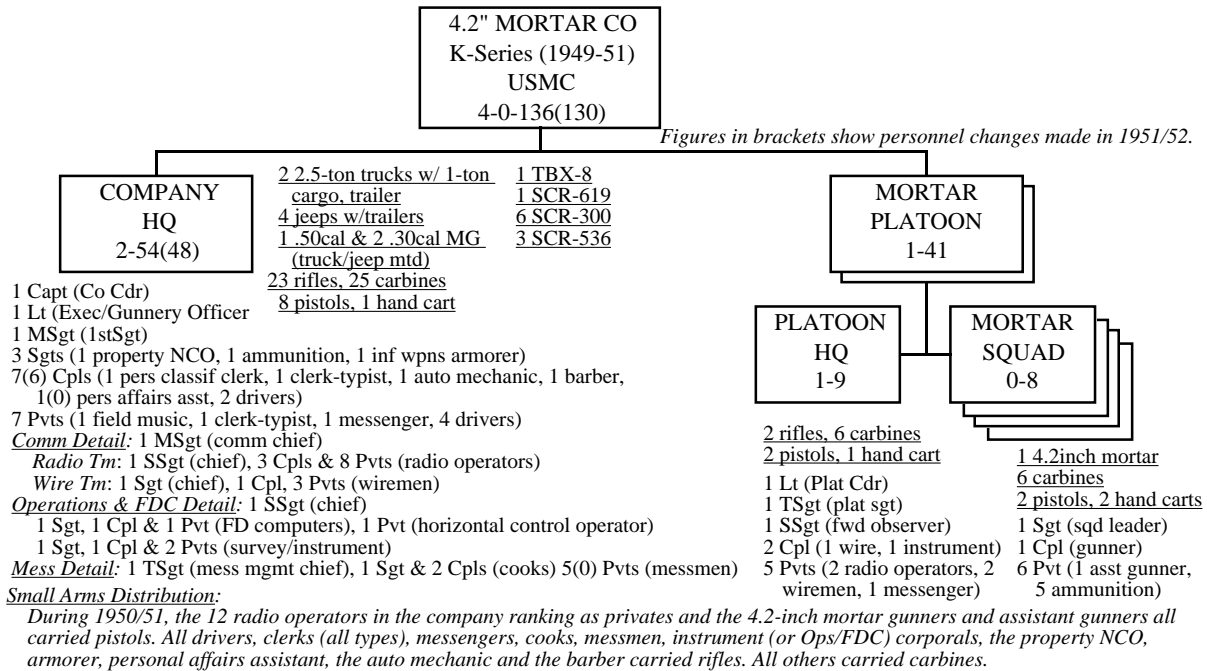 4.2" MORTAR CO
K-Series (1949-51)
USMC
4-0-136(130)
Figures in brackets show personnel changes made in 1951/52.
COMPANY
HQ
2-54(48)
2 2.5-ton trucks w/ 1-ton
cargo, trailer
4 jeeps w/trailers
1 .50cal & 2 .30cal MG
(truck/jeep mtd)
23 rifles, 25 carbines
8 pistols, 1 hand cart
1 TBX-8
1 SCR-619
6 SCR-300
3 SCR-536
MORTAR
PLATOON
1-41
1 Capt (Co Cdr)
1 Lt (Exec/Gunnery Officer
1 MSgt (1stSgt)
3 Sgts (1 property NCO, 1 ammunition, 1 inf wpns armorer)
7(6) Cpls (1 pers classif clerk, 1 clerk-typist, 1 auto mechanic, 1 barber,
1(0) pers affairs asst, 2 drivers)
7 Pvts (1 field music, 1 clerk-typist, 1 messenger, 4 drivers)
Comm Detail: 1 MSgt (comm chief)
Radio Tm: 1 SSgt (chief), 3 Cpls & 8 Pvts (radio operators)
Wire Tm: 1 Sgt (chief), 1 Cpl, 3 Pvts (wiremen)
Operations & FDC Detail: 1 SSgt (chief)
1 Sgt, 1 Cpl & 1 Pvt (FD computers), 1 Pvt (horizontal control operator)
1 Sgt, 1 Cpl & 2 Pvts (survey/instrument)
Mess Detail: 1 TSgt (mess mgmt chief), 1 Sgt & 2 Cpls (cooks) 5(0) Pvts (messmen)
PLATOON
HQ
1-9
2 rifles, 6 carbines
2 pistols, 1 hand cart
1 Lt (Plat Cdr)
1 TSgt (plat sgt)
1 SSgt (fwd observer)
2 Cpl (1 wire, 1 instrument)
5 Pvts (2 radio operators, 2
wiremen, 1 messenger)
MORTAR
SQUAD
0-8
1 4.2inch mortar
6 carbines
2 pistols, 2 hand carts
1 Sgt (sqd leader)
1 Cpl (gunner)
6 Pvt (1 asst gunner,
5 ammunition)
Small Arms Distribution:
During 1950/51, the 12 radio operators in the company ranking as privates and the 4.2-inch mortar gunners and assistant gunners all
carried pistols. All drivers, clerks (all types), messengers, cooks, messmen, instrument (or Ops/FDC) corporals, the property NCO,
armorer, personal affairs assistant, the auto mechanic and the barber carried rifles. All others carried carbines.